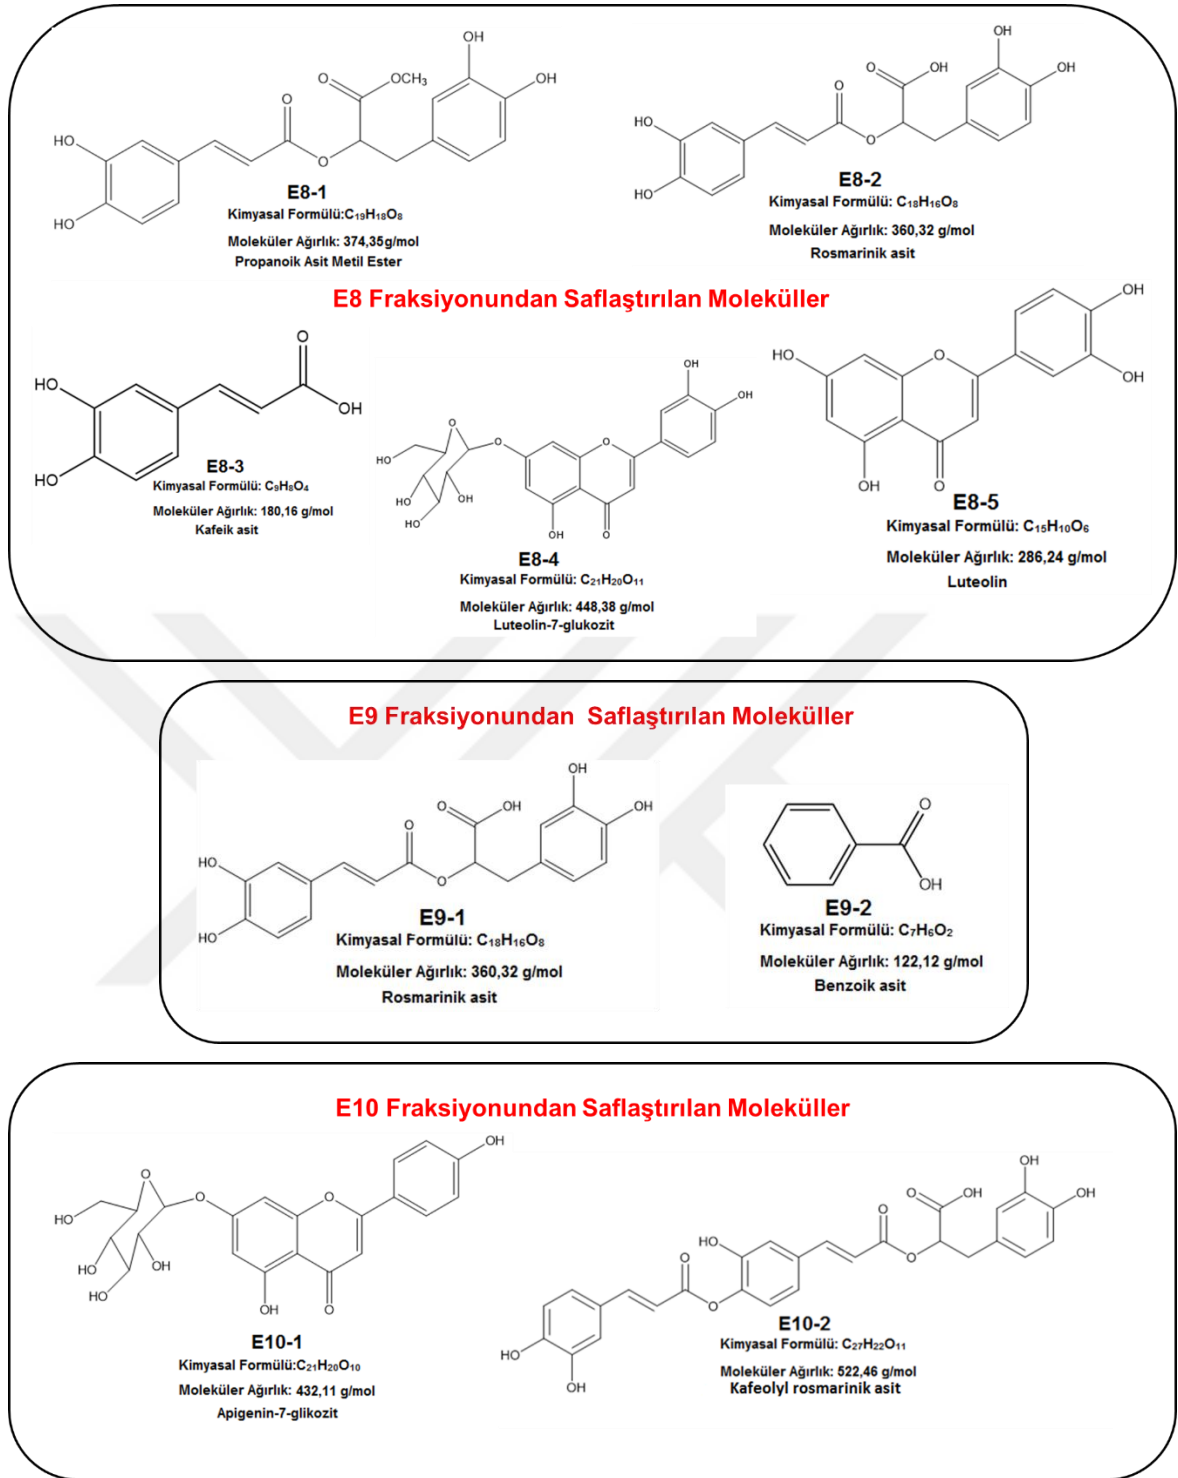 OH
O
OCH₃
OH
O
HO
O
HO
E8-1
Kimyasal Formülü:C₁₉H₁₈O₈
Moleküler Ağırlık: 374,35g/mol
Propanoik Asit Metil Ester
OH
O
OH
OH
O
HO
O
HO
E8-2
Kimyasal Formülü: C₁₈H₁₆O₈
Moleküler Ağırlık: 360,32 g/mol
Rosmarinik asit
E8 Fraksiyonundan Saflaştırılan Moleküller
O
HO
OH
HO
E8-3
Kimyasal Formülü: C₉H₈O₄
Moleküler Ağırlık: 180,16 g/mol
Kafeik asit
OH
OH
O
O
O
HO
HO
OH
HO
OH
O
E8-4
Kimyasal Formülü: C₂₁H₂₀O₁₁
Moleküler Ağırlık: 448,38 g/mol
Luteolin-7-glukozit
OH
HO
O
OH
OH
O
E8-5
Kimyasal Formülü: C₁₅H₁₀O₆
Moleküler Ağırlık: 286,24 g/mol
Luteolin
E9 Fraksiyonundan Saflaştırılan Moleküller
OH
O
OH
OH
O
HO
O
HO
E9-1
Kimyasal Formülü: C₁₈H₁₆O₈
Moleküler Ağırlık: 360,32 g/mol
Rosmarinik asit
O
OH
E9-2
Kimyasal Formülü: C₇H₆O₂
Moleküler Ağırlık: 122,12 g/mol
Benzoik asit
E10 Fraksiyonundan Saflaştırılan Moleküller
OH
O
O
O
HO
HO
OH
HO
OH
O
E10-1
Kimyasal Formülü:C₂₁H₂₀O₁₀
Moleküler Ağırlık: 432,11 g/mol
Apigenin-7-glikozit
OH
O
OH
OH
O
HO
O
O
O
HO
OH
E10-2
Kimyasal Formülü: C₂₇H₂₂O₁₁
Moleküler Ağırlık: 522,46 g/mol
Kafeolyl rosmarinik asit